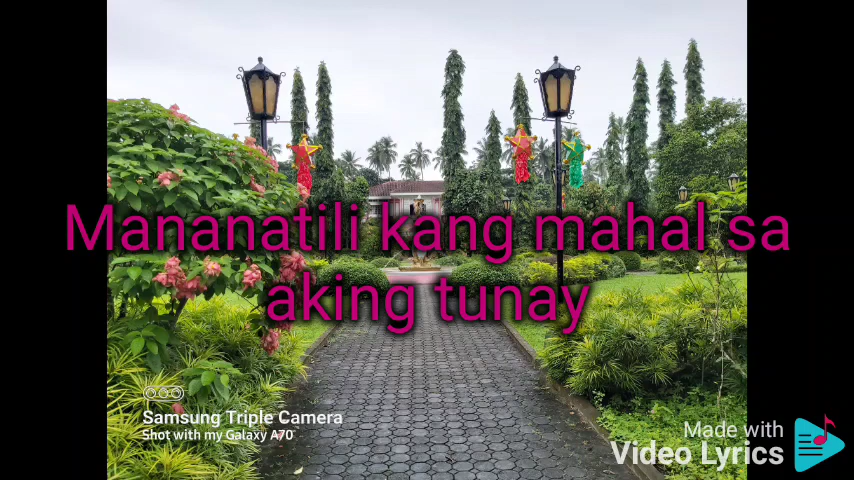 Mananatili kang mahal sa
aking tunay
Samsung Triple Camera
Shot with my Galaxy A70
Made with
Video Lyrics